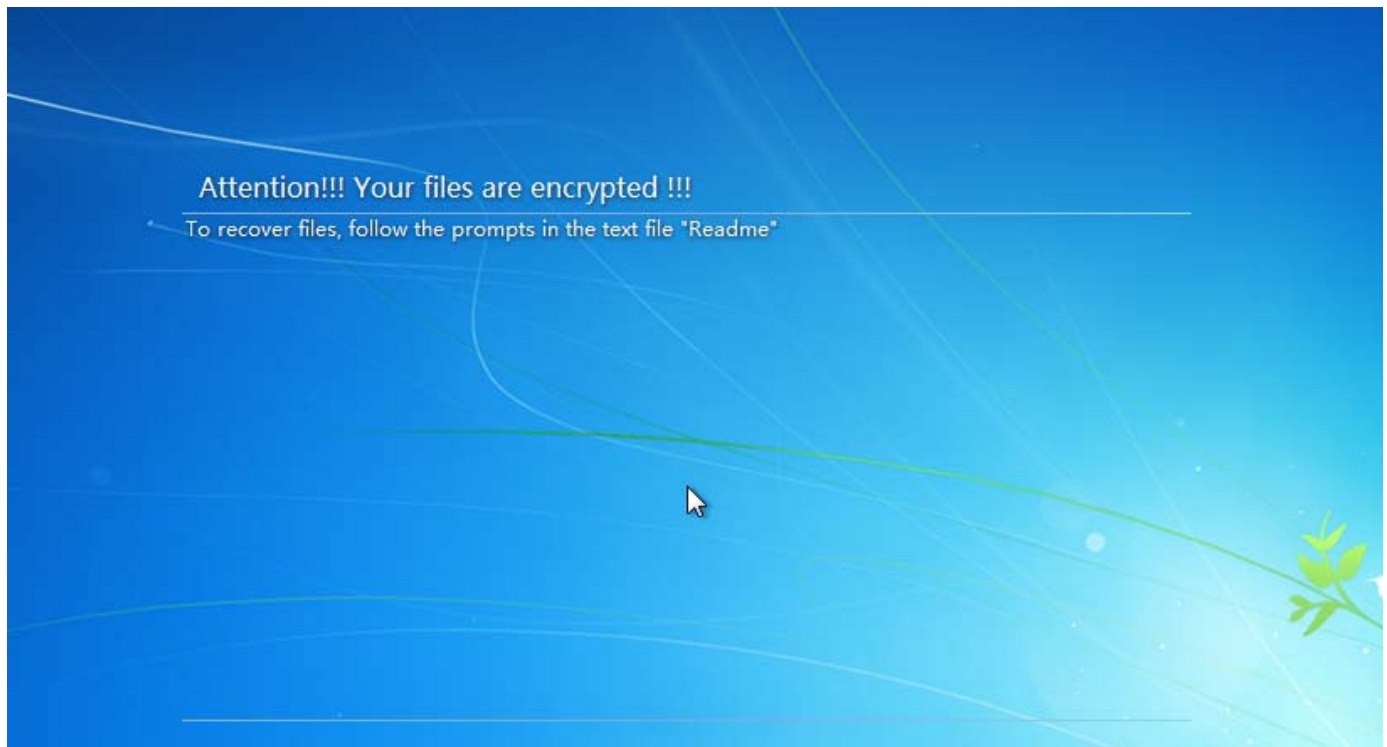 Attention!!! Your files are encrypted !!!
To recover files, follow the prompts in the text file "Readme"